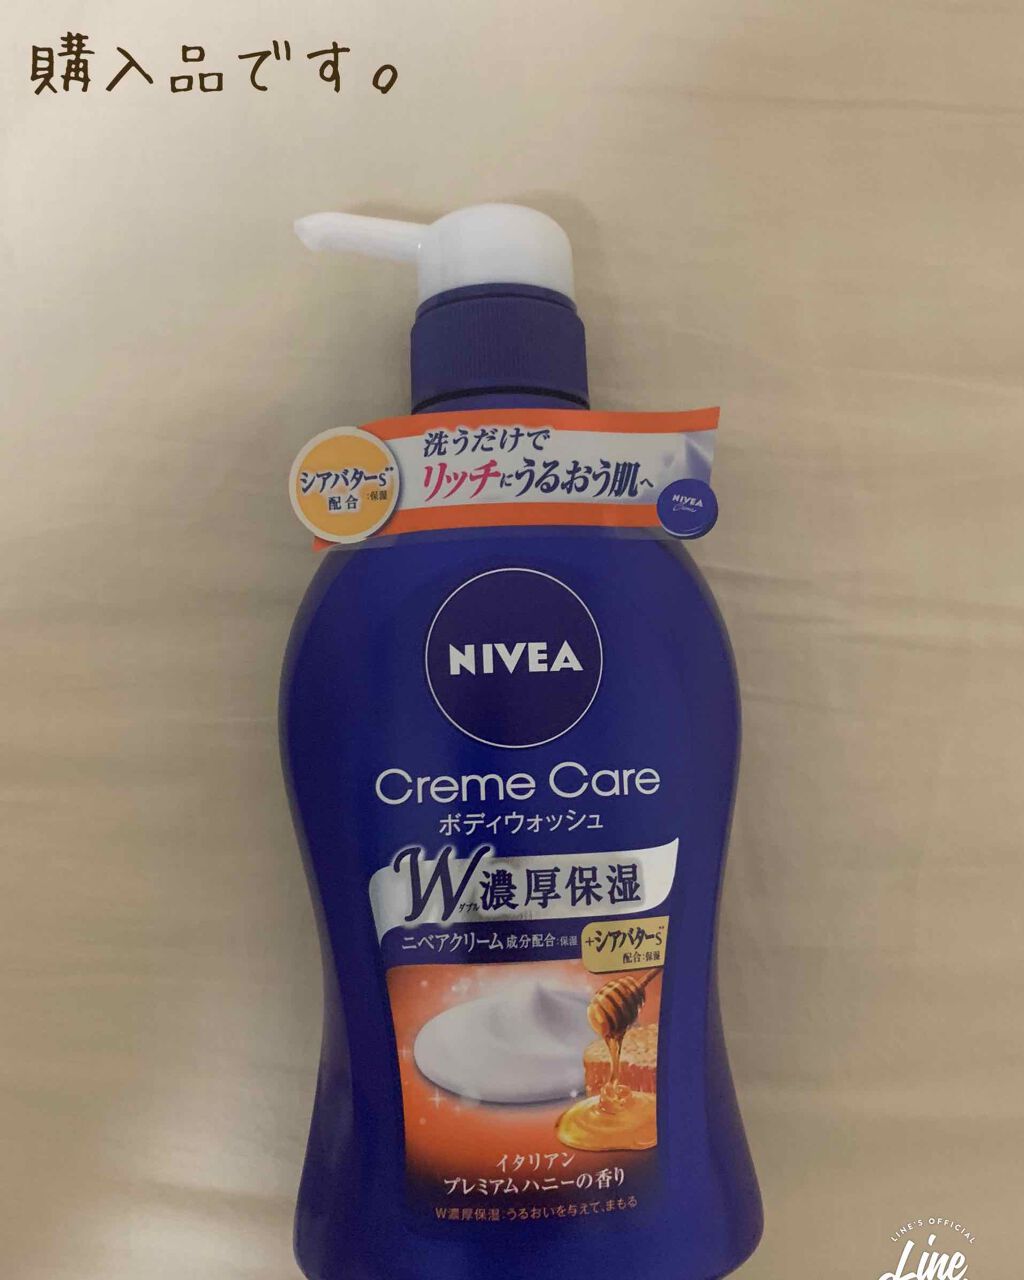 購入品です。
洗うだけで
リッチにうるおう肌へ
シアバターS*
配合:保湿
NIVEA
Creme
NIVEA
Creme Care
ボディウォッシュ
W濃厚保湿
ダブル
ニベアクリーム成分配合:保湿
+シアバターS*
配合:保湿
イタリアン
プレミアムハニーの香り
W濃厚保湿:うるおいを与えて、まもる
LINE'S OFFICIAL
Line